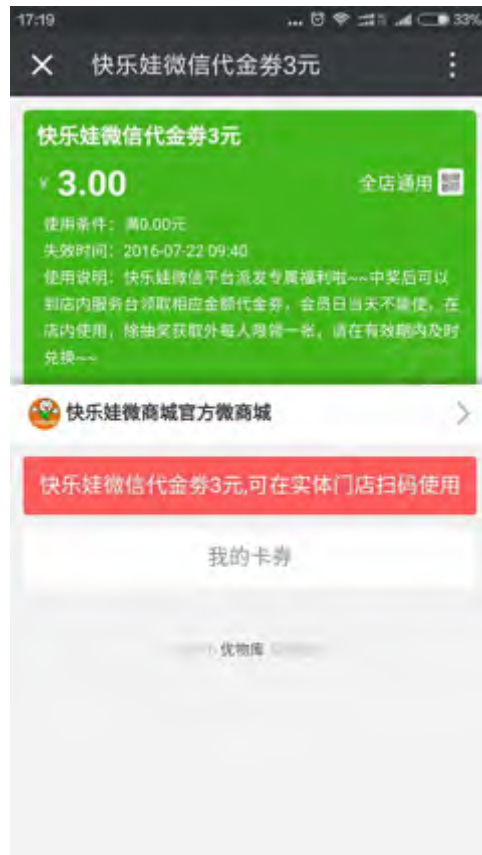 17:19
... 33%
快乐娃微信代金券3元
快乐娃微信代金劵3元
¥ 3.00
全店通用
使用条件：满0.00元
失效时间：2016-07-22 09:40
使用说明：快乐娃微信平台派发专属福利啦~~中奖后可以
到店内服务台领取相应金额代金劵，会员日当天不能使，在
店内使用，除抽奖获取外每人限领一张，请在有效期内及时
兑换~~
快乐娃微商城官方微商城
快乐娃微信代金劵3元,可在实体门店扫码使用
我的卡劵
优物库